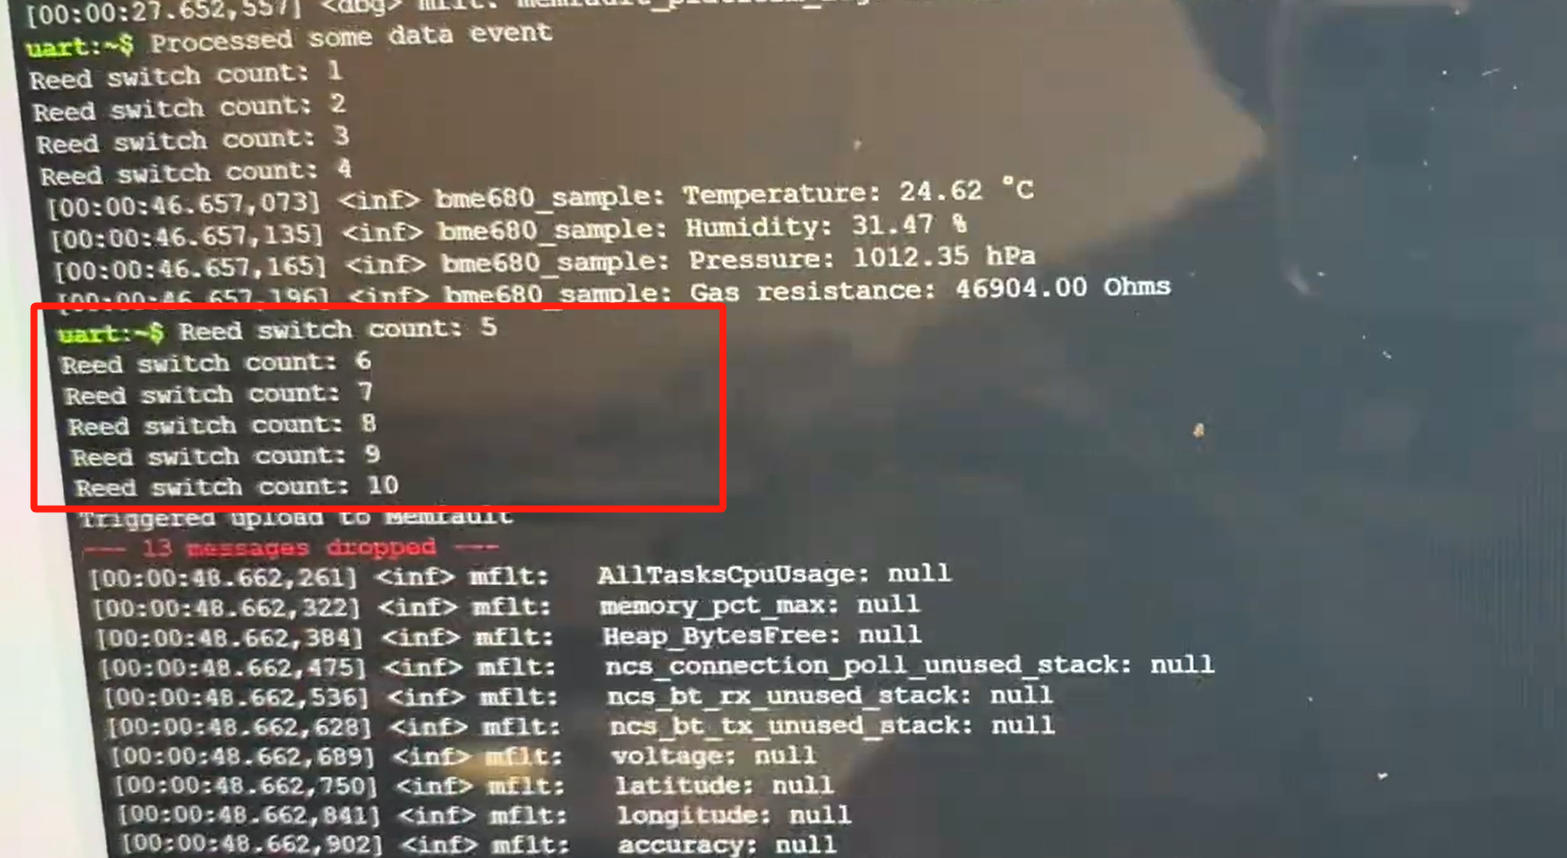 [00:00:27.652,557] <dbg> mflt:
uart:~$ Processed some data event
Reed switch count: 1
Reed switch count: 2
Reed switch count: 3
Reed switch count: 4
[00:00:46.657,073] <inf> bme680_sample: Temperature: 24.62 °C
[00:00:46.657,135] <inf> bme680_sample: Humidity: 31.47 %
[00:00:46.657,165] <inf> bme680_sample: Pressure: 1012.35 hPa
[00:00:46.657,196] <inf> bme680_sample: Gas resistance: 46904.00 Ohms
uart:~$ Reed switch count: 5
Reed switch count: 6
Reed switch count: 7
Reed switch count: 8
Reed switch count: 9
Reed switch count: 10
Triggered upload to Memfault
--- 13 messages dropped ---
[00:00:48.662,261] <inf> mflt: AllTasksCpuUsage: null
[00:00:48.662,322] <inf> mflt: memory_pct_max: null
[00:00:48.662,384] <inf> mflt: Heap_BytesFree: null
[00:00:48.662,475] <inf> mflt: ncs_connection_poll_unused_stack: null
[00:00:48.662,536] <inf> mflt: ncs_bt_rx_unused_stack: null
[00:00:48.662,628] <inf> mflt: ncs_bt_tx_unused_stack: null
[00:00:48.662,689] <inf> mflt: voltage: null
[00:00:48.662,750] <inf> mflt: latitude: null
[00:00:48.662,841] <inf> mflt: longitude: null
[00:00:48.662,902] <inf> mflt: accuracy: null